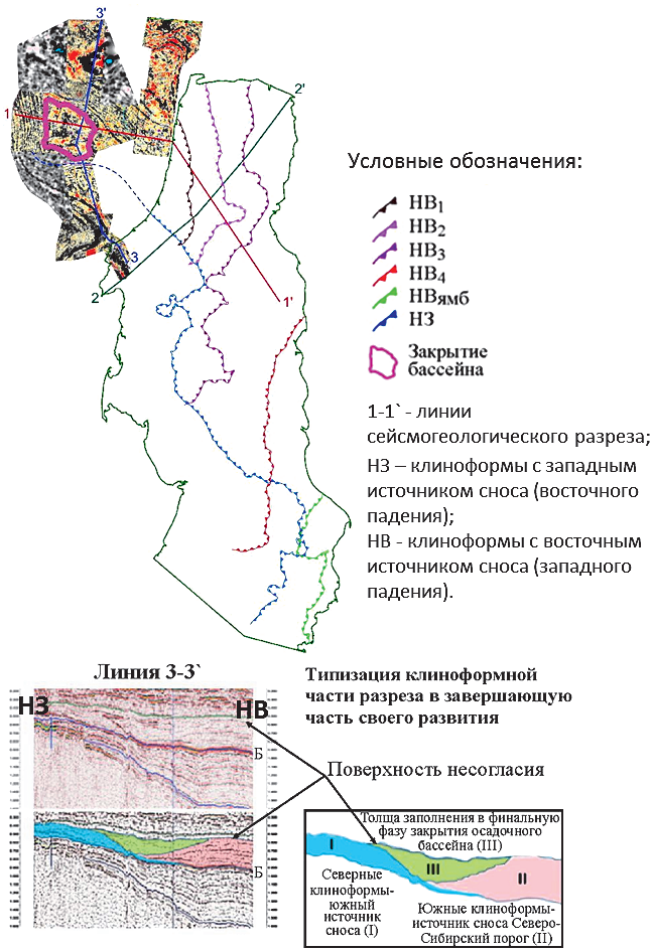 3'
1
2'
3
2
1'
Условные обозначения:
НВ1
НВ2
НВ3
НВ4
НВямб
НЗ
Закрытие
бассейна
1-1` - линии
сейсмогеологического разреза;
НЗ – клиноформы с западным
источником сноса (восточного
падения);
НВ - клиноформы с восточным
источником сноса (западного
падения).
Линия 3-3`
Типизация клиноформной
части разреза в завершающую
часть своего развития
НЗ
НВ
Б
Поверхность несогласия
Б
Толща заполнения в финальную
фазу закрытия осадочного
бассейна (III)
I
III
II
Северные
клиноформы-
южный
источник
сноса (I)
Южные клиноформы-
источник сноса Северо-
Сибирский порог (II)